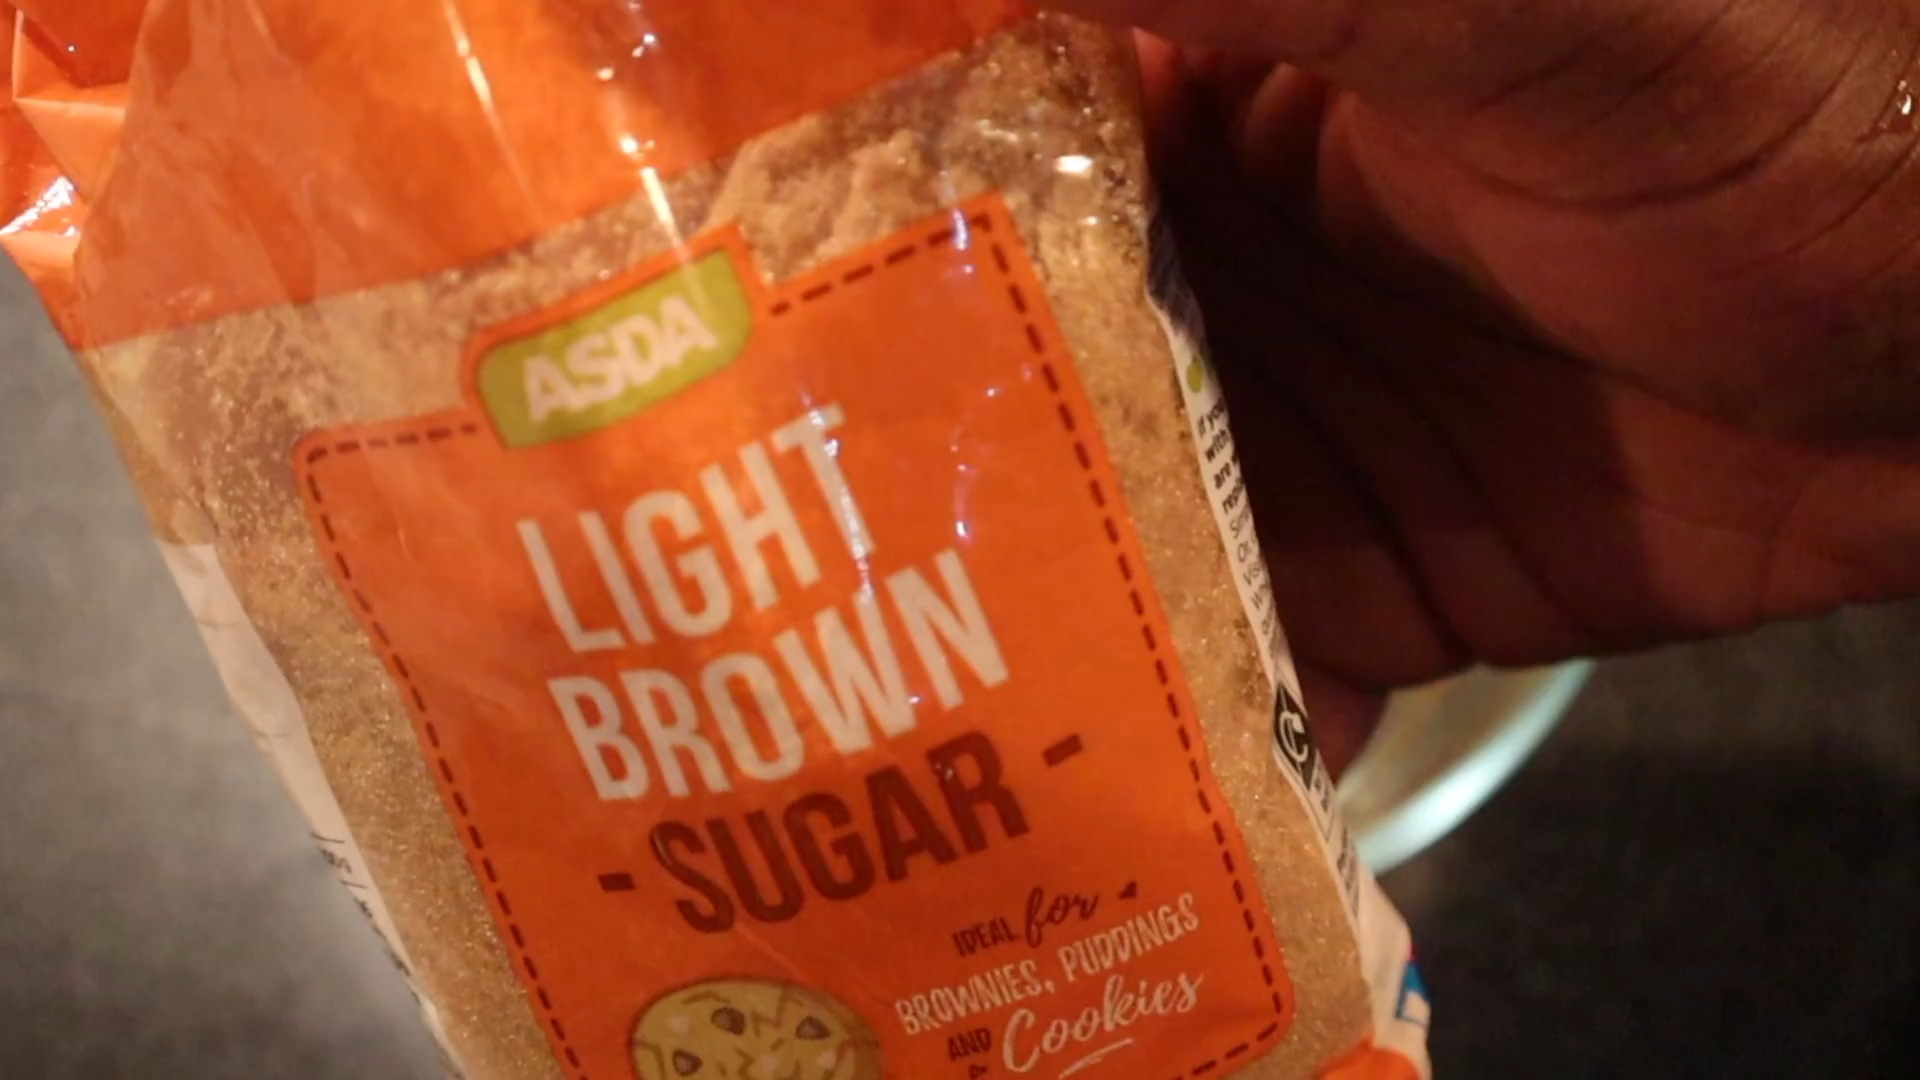 ASDA
LIGHT
BROWN
- SUGAR -
IDEAL for
BROWNIES, PUDDINGS
AND Cookies